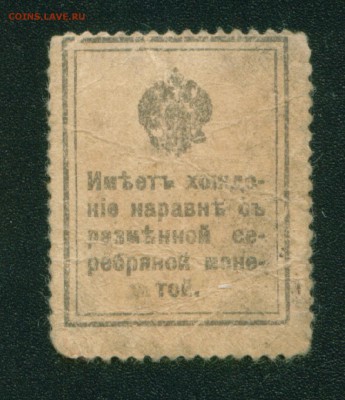 COINS.LAVE.RU
Имѣетъ хожде-
ніе наравнѣ съ
размѣнной се-
ребряной моне-
той.